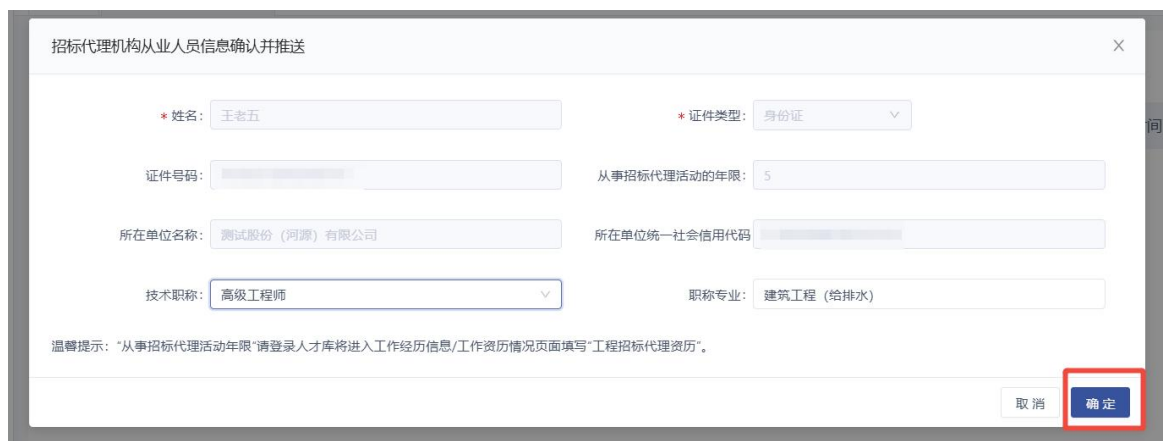 招标代理机构从业人员信息确认并推送
* 姓名： 王老五 * 证件类型： 身份证
间
证件号码： 从事招标代理活动的年限： 5
所在单位名称： 测试股份（河源）有限公司 所在单位统一社会信用代码
技术职称： 高级工程师 职称专业： 建筑工程（给排水）
温馨提示：“从事招标代理活动年限”请登录人才库将进入工作经历信息/工作资历情况页面填写“工程招标代理资历”。
取 消 确 定